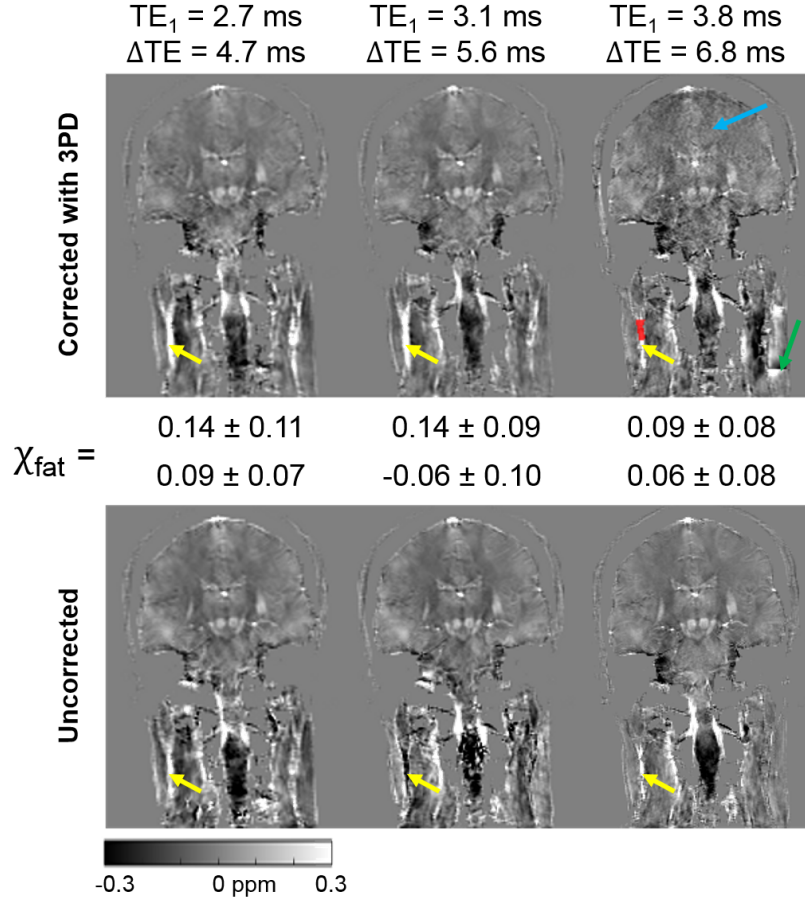 TE₁ = 2.7 ms TE₁ = 3.1 ms TE₁ = 3.8 ms
ΔTE = 4.7 ms ΔTE = 5.6 ms ΔTE = 6.8 ms
Corrected with 3PD
0.14 ± 0.11 0.14 ± 0.09 0.09 ± 0.08
χfat =
0.09 ± 0.07 -0.06 ± 0.10 0.06 ± 0.08
Uncorrected
-0.3 0 ppm 0.3